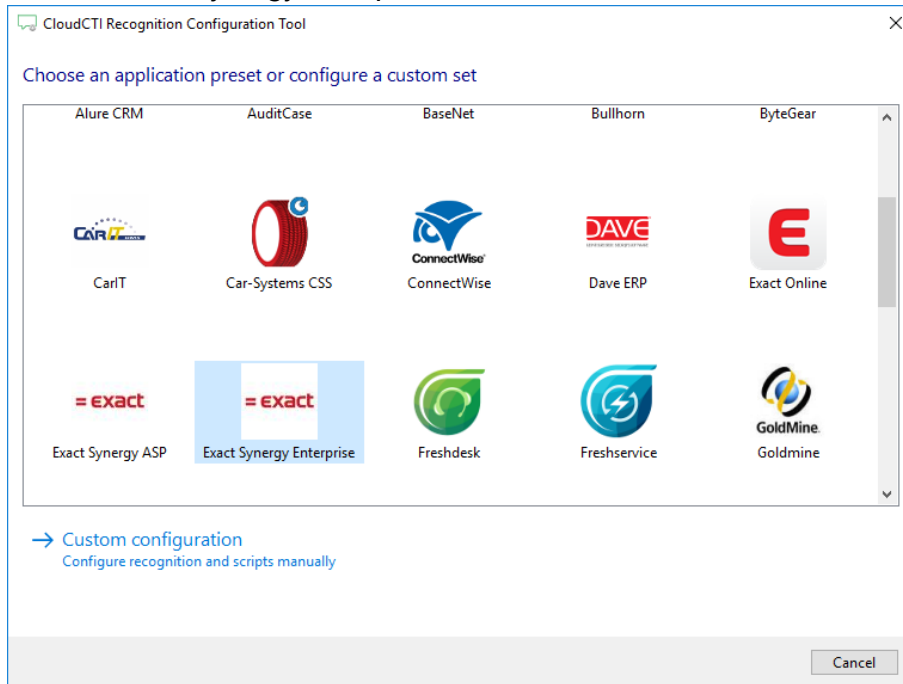 CloudCTI Recognition Configuration Tool
Choose an application preset or configure a custom set
Alure CRM AuditCase BaseNet Bullhorn ByteGear
CarIT
ConnectWise
DAVE
E
CarIT Car-Systems CSS ConnectWise Dave ERP Exact Online
= exact = exact
GoldMine
Exact Synergy ASP Exact Synergy Enterprise Freshdesk Freshservice Goldmine
→ Custom configuration
Configure recognition and scripts manually
Cancel